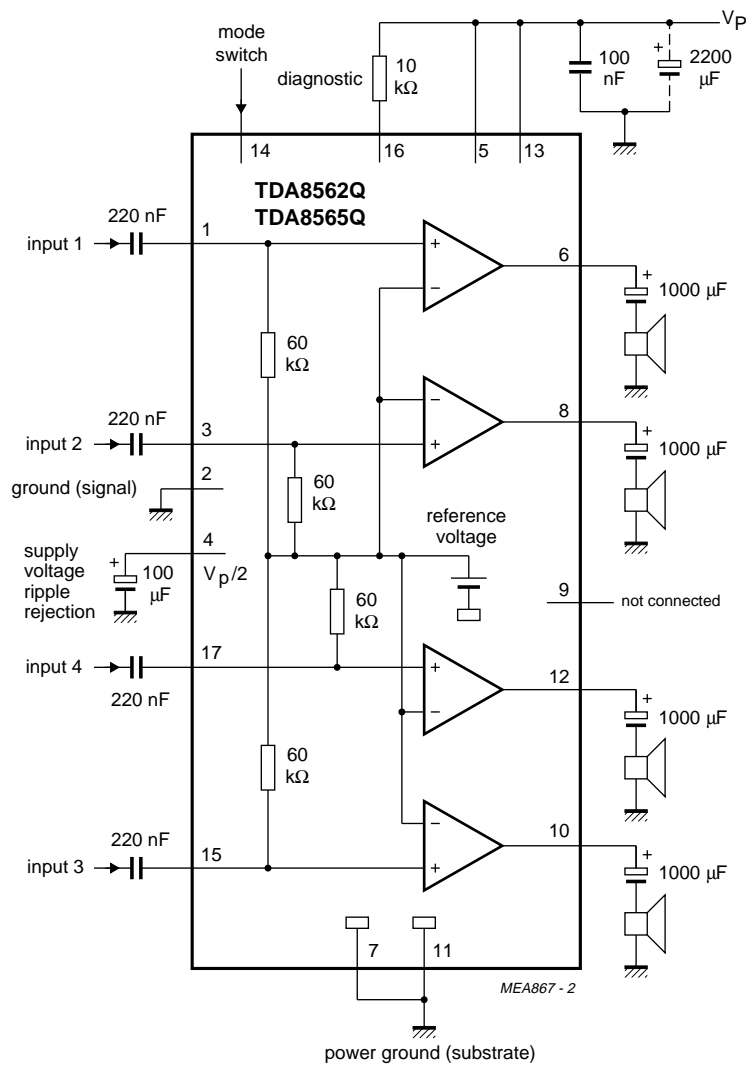 V_P
mode
switch
diagnostic
10
kΩ
100
nF
+
2200
µF
14
16
5
13
TDA8562Q
TDA8565Q
220 nF
input 1
1
+
−
6
+
1000 µF
60
kΩ
220 nF
input 2
3
−
+
8
+
1000 µF
2
ground (signal)
60
kΩ
reference
voltage
4
supply
voltage
ripple
rejection
+
100
µF
V_p/2
9
not connected
60
kΩ
input 4
17
220 nF
+
−
12
+
1000 µF
60
kΩ
220 nF
input 3
15
−
+
10
+
1000 µF
7
11
MEA867 - 2
power ground (substrate)